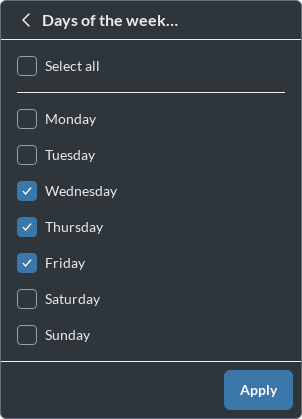 Days of the week...
Select all
Monday
Tuesday
Wednesday
Thursday
Friday
Saturday
Sunday
Apply